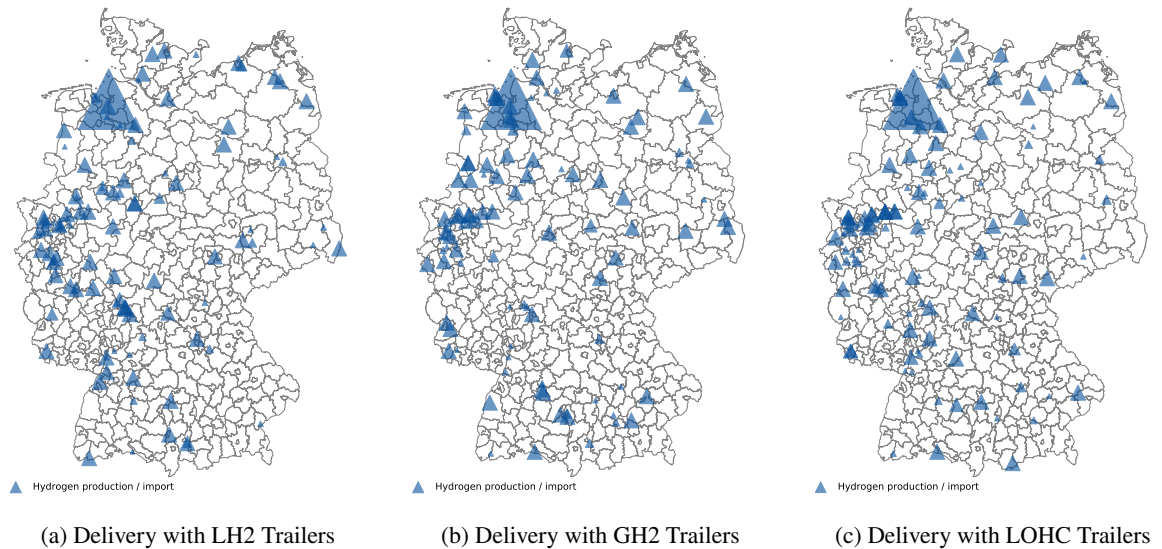 Hydrogen production / import
Hydrogen production / import
Hydrogen production / import
(a) Delivery with LH2 Trailers
(b) Delivery with GH2 Trailers
(c) Delivery with LOHC Trailers